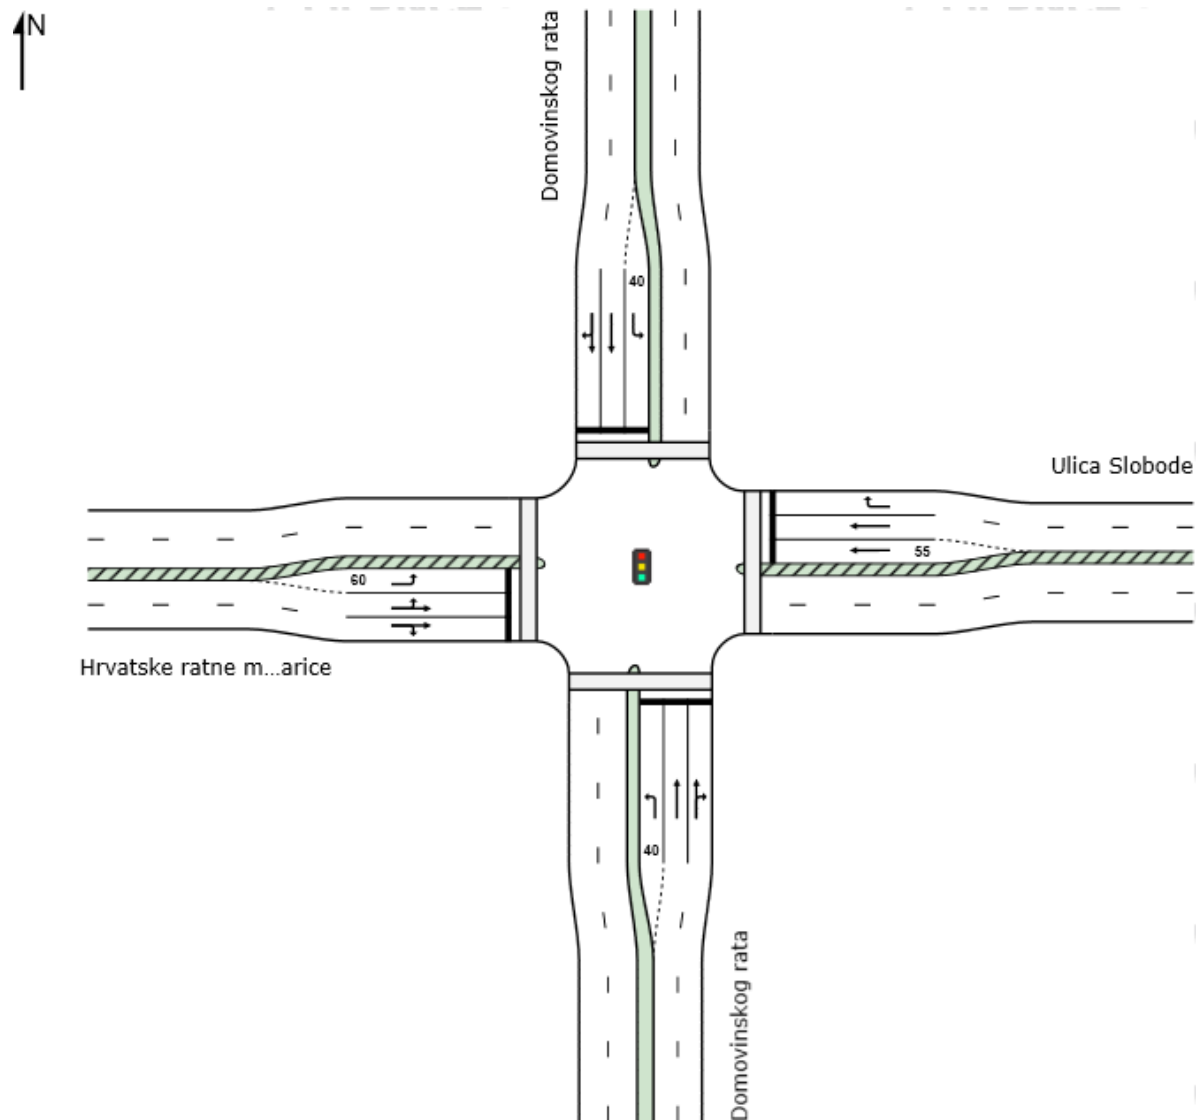 N
Domovinskog rata
40
Ulica Slobode
55
60
Hrvatske ratne m...arice
40
Domovinskog rata